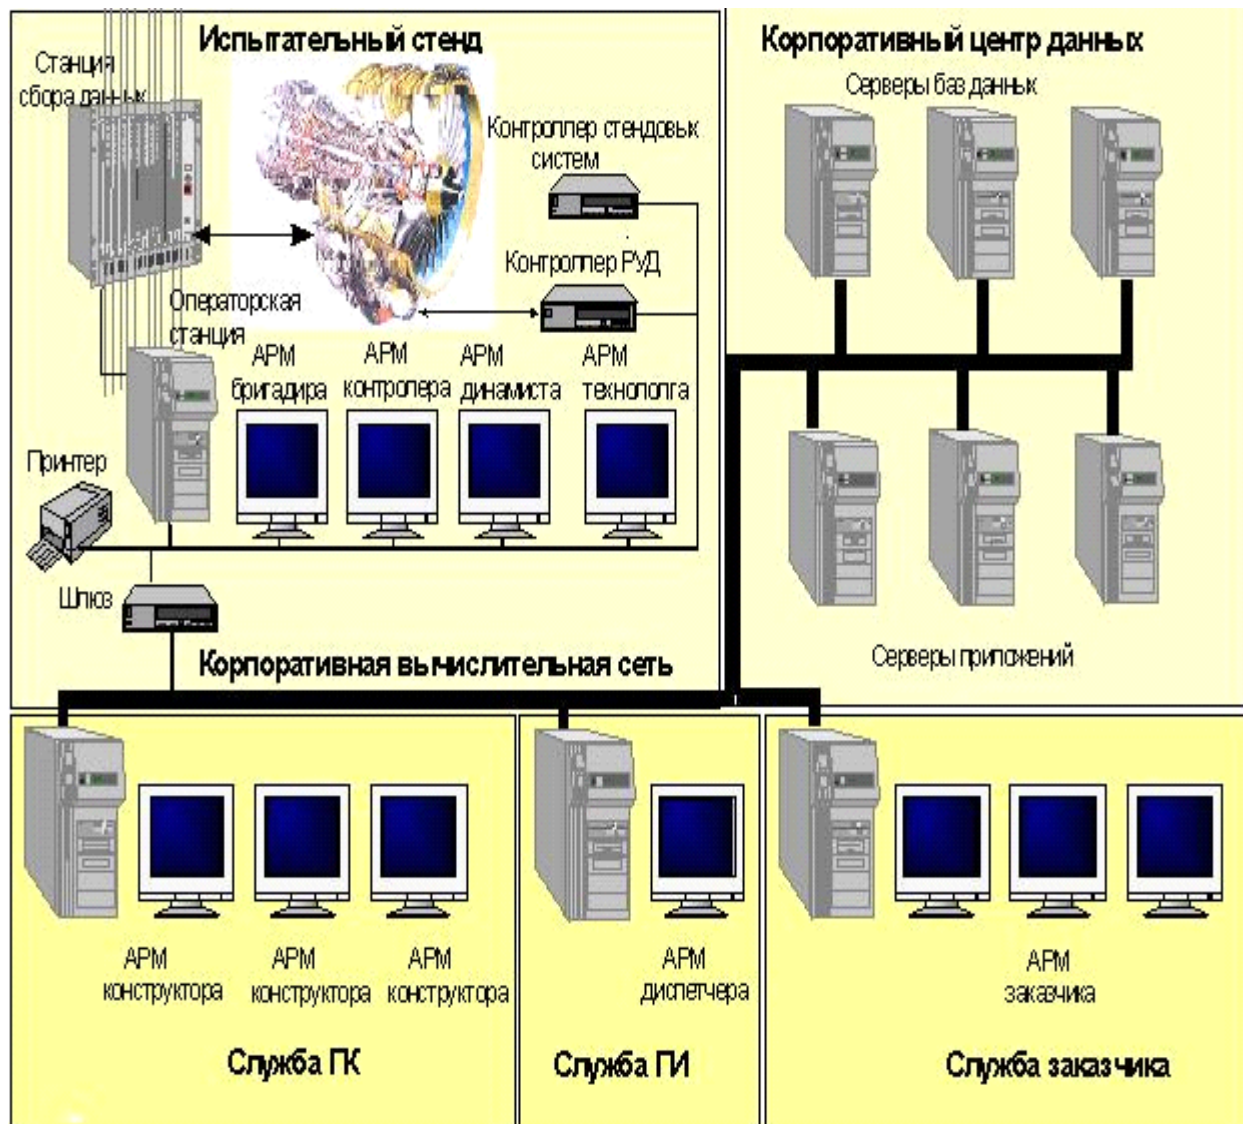 Испытательный стенд
Станция
сбора данных
Контроллер стендовых
систем
Контроллер РУД
Операторская
станция
АРМ
бригадира
АРМ
контролера
АРМ
динамиста
АРМ
технололга
Принтер
Шлюз
Корпоративная вычислительная сеть
Корпоративный центр данных
Серверы баз данных
Серверы приложений
АРМ
конструктора
АРМ
конструктора
АРМ
конструктора
Служба ГК
АРМ
диспетчера
Служба ГИ
АРМ
заказчика
Служба заказчика